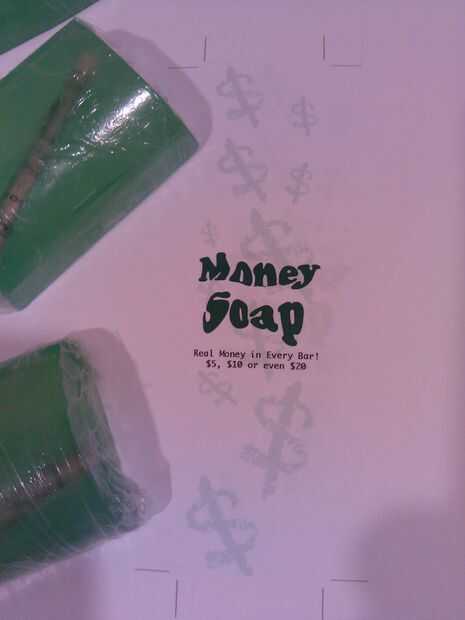 Money
Soap
Real Money in Every Bar!
$5, $10 or even $20